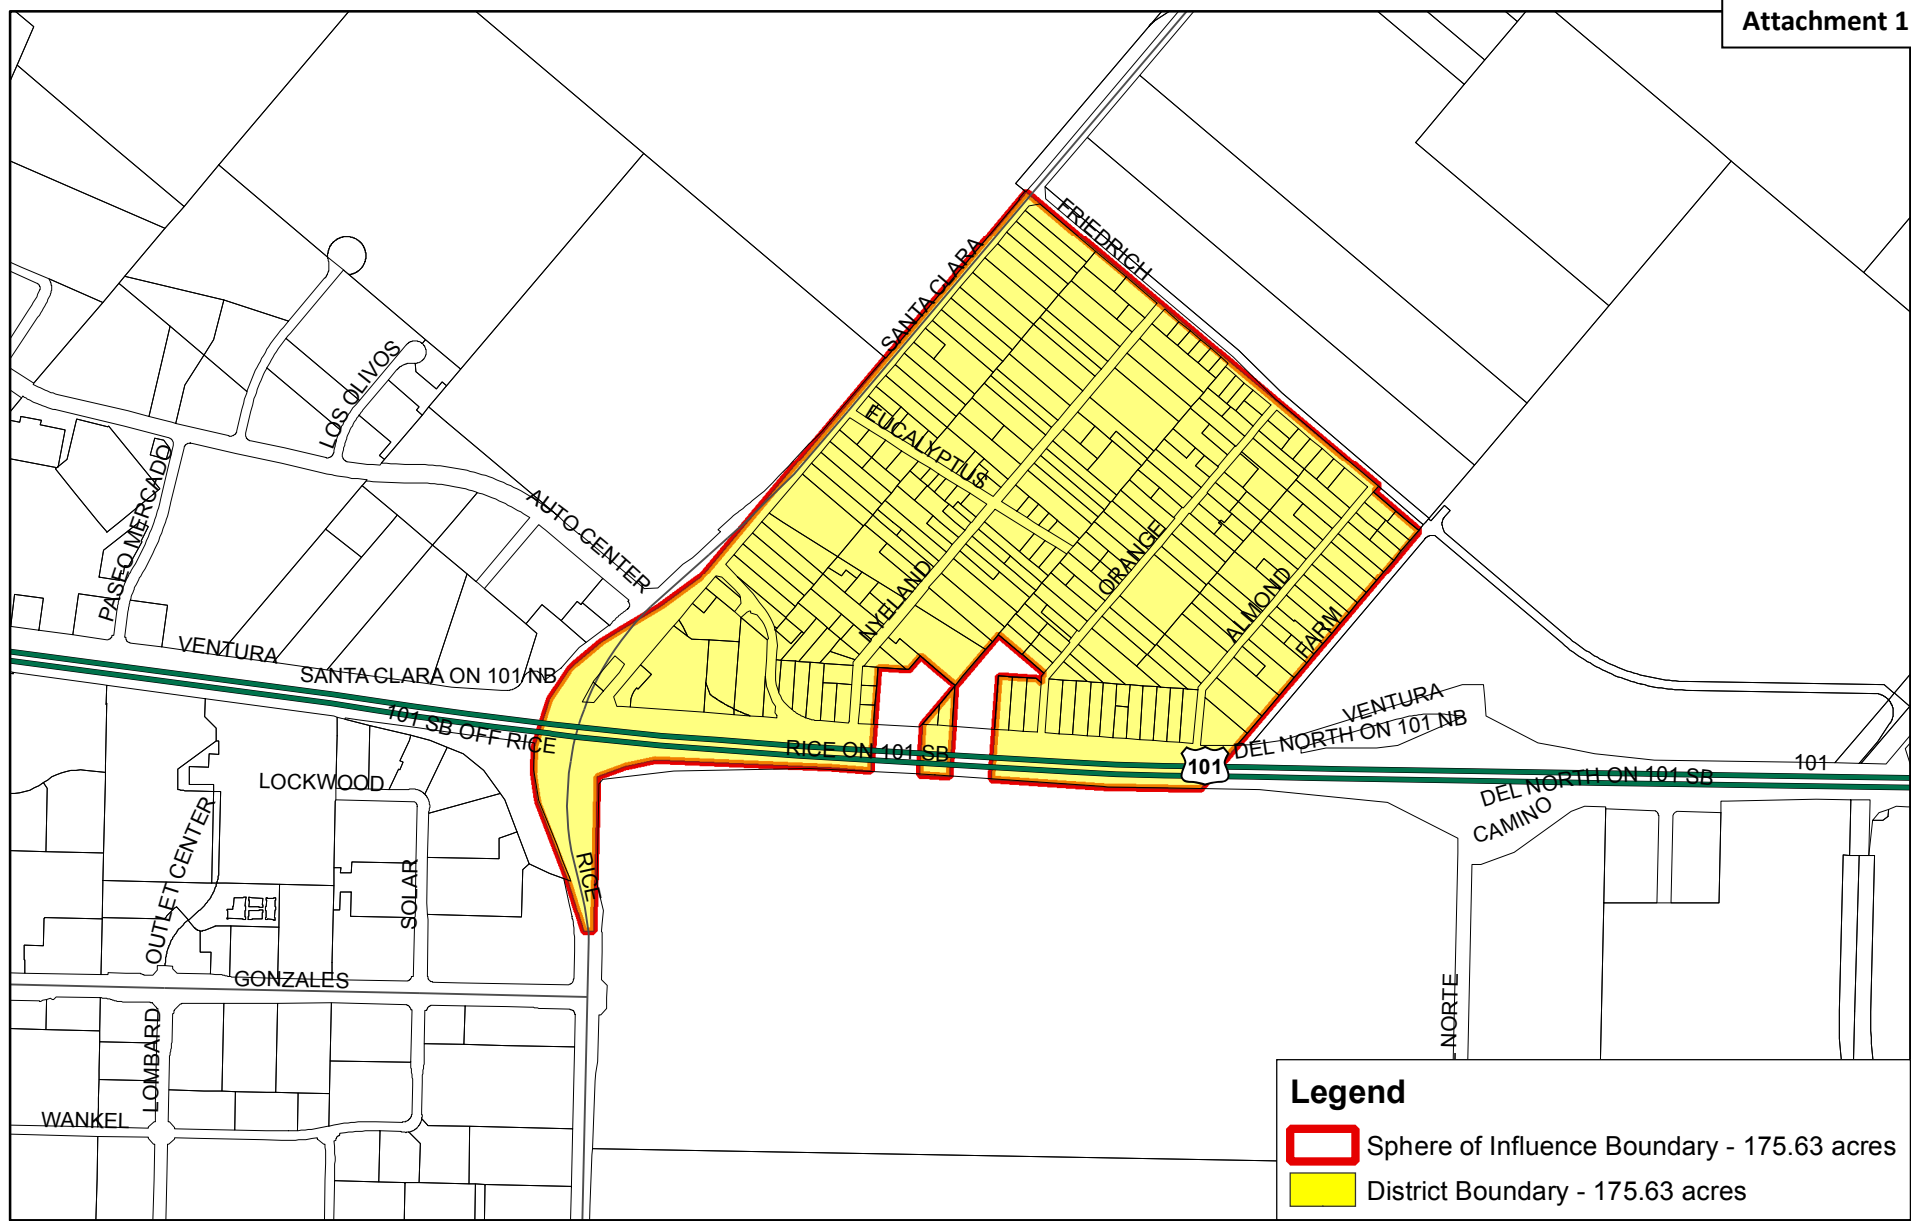 Attachment 1
FRIEDRICH
SANTA CLARA
LOS OLIVOS
EUCALYPTUS
PASEO MERCADO
AUTO CENTER
ORANGE
NYELAND
ALMOND
FARM
VENTURA
SANTA CLARA ON 101 NB
101 SB OFF RICE
VENTURA
DEL NORTH ON 101 NB
RICE ON 101 SB
101
101
DEL NORTH ON 101 SB
CAMINO
LOCKWOOD
OUTLET CENTER
SOLAR
RICE
GONZALES
NORTE
LOMBARD
WANKEL
Legend
Sphere of Influence Boundary - 175.63 acres
District Boundary - 175.63 acres